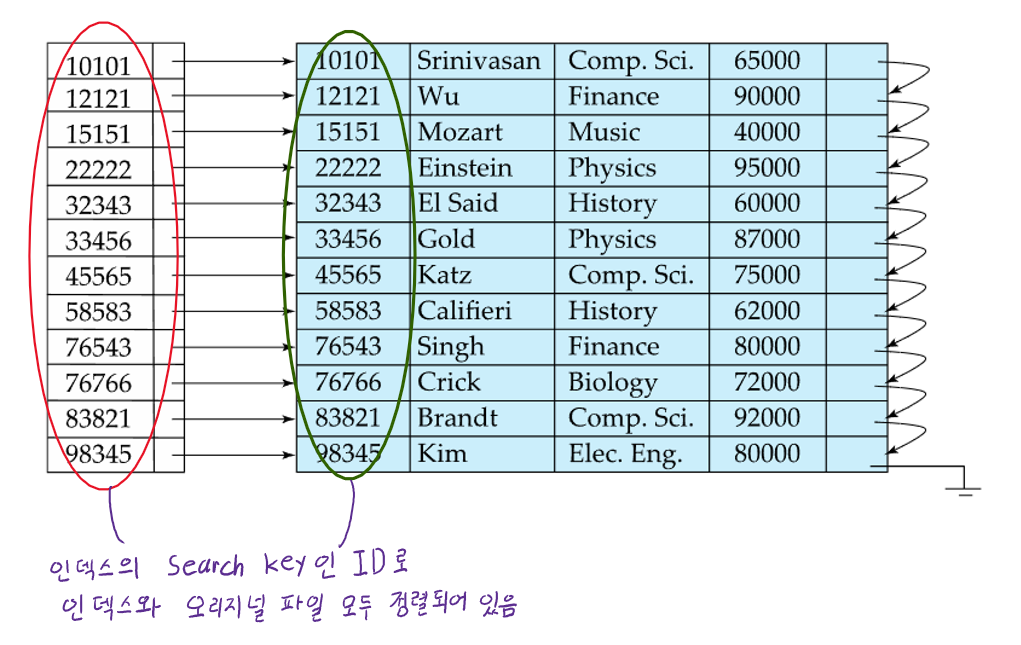 10101 10101 Srinivasan Comp. Sci. 65000
12121 12121 Wu Finance 90000
15151 15151 Mozart Music 40000
22222 22222 Einstein Physics 95000
32343 32343 El Said History 60000
33456 33456 Gold Physics 87000
45565 45565 Katz Comp. Sci. 75000
58583 58583 Califieri History 62000
76543 76543 Singh Finance 80000
76766 76766 Crick Biology 72000
83821 83821 Brandt Comp. Sci. 92000
98345 98345 Kim Elec. Eng. 80000
인덱스의 Search key인 ID로
인덱스와 오리지널 파일 모두 정렬되어 있음